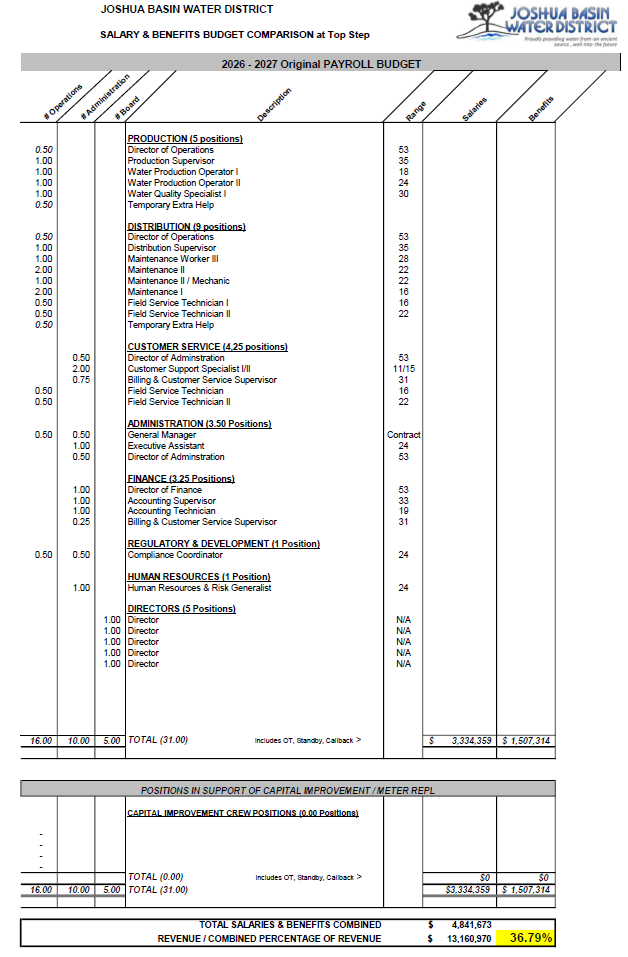 JOSHUA BASIN WATER DISTRICT
SALARY & BENEFITS BUDGET COMPARISON at Top Step
JOSHUA BASIN
WATER DISTRICT
Proudly providing water from an ancient
source...well into the future
2026 - 2027 Original PAYROLL BUDGET
# Operations # Administration # Board Description Range Salaries Benefits
PRODUCTION (5 positions)
0.50 Director of Operations 53
1.00 Production Supervisor 35
1.00 Water Production Operator I 18
1.00 Water Production Operator II 24
1.00 Water Quality Specialist I 30
0.50 Temporary Extra Help
DISTRIBUTION (9 positions)
0.50 Director of Operations 53
1.00 Distribution Supervisor 35
1.00 Maintenance Worker III 28
2.00 Maintenance II 22
1.00 Maintenance II / Mechanic 22
2.00 Maintenance I 16
0.50 Field Service Technician I 16
0.50 Field Service Technician II 22
0.50 Temporary Extra Help
CUSTOMER SERVICE (4.25 positions)
0.50 Director of Adminstration 53
2.00 Customer Support Specialist I/II 11/15
0.75 Billing & Customer Service Supervisor 31
0.50 Field Service Technician 16
0.50 Field Service Technician II 22
ADMINISTRATION (3.50 Positions)
0.50 0.50 General Manager Contract
1.00 Executive Assistant 24
0.50 Director of Adminstration 53
FINANCE (3.25 Positions)
1.00 Director of Finance 53
1.00 Accounting Supervisor 33
1.00 Accounting Technician 19
0.25 Billing & Customer Service Supervisor 31
REGULATORY & DEVELOPMENT (1 Position)
0.50 0.50 Compliance Coordinator 24
HUMAN RESOURCES (1 Position)
1.00 Human Resources & Risk Generalist 24
DIRECTORS (5 Positions)
1.00 Director N/A
1.00 Director N/A
1.00 Director N/A
1.00 Director N/A
1.00 Director N/A
16.00 10.00 5.00 TOTAL (31.00) Includes OT, Standby, Callback > $ 3,334,359 $ 1,507,314
POSITIONS IN SUPPORT OF CAPITAL IMPROVEMENT / METER REPL
CAPITAL IMPROVEMENT CREW POSITIONS (0.00 Positions)
-
-
-
-
TOTAL (0.00) Includes OT, Standby, Callback > $0 $0
16.00 10.00 5.00 TOTAL (31.00) $3,334,359 $ 1,507,314
TOTAL SALARIES & BENEFITS COMBINED $ 4,841,673
REVENUE / COMBINED PERCENTAGE OF REVENUE $ 13,160,970 36.79%